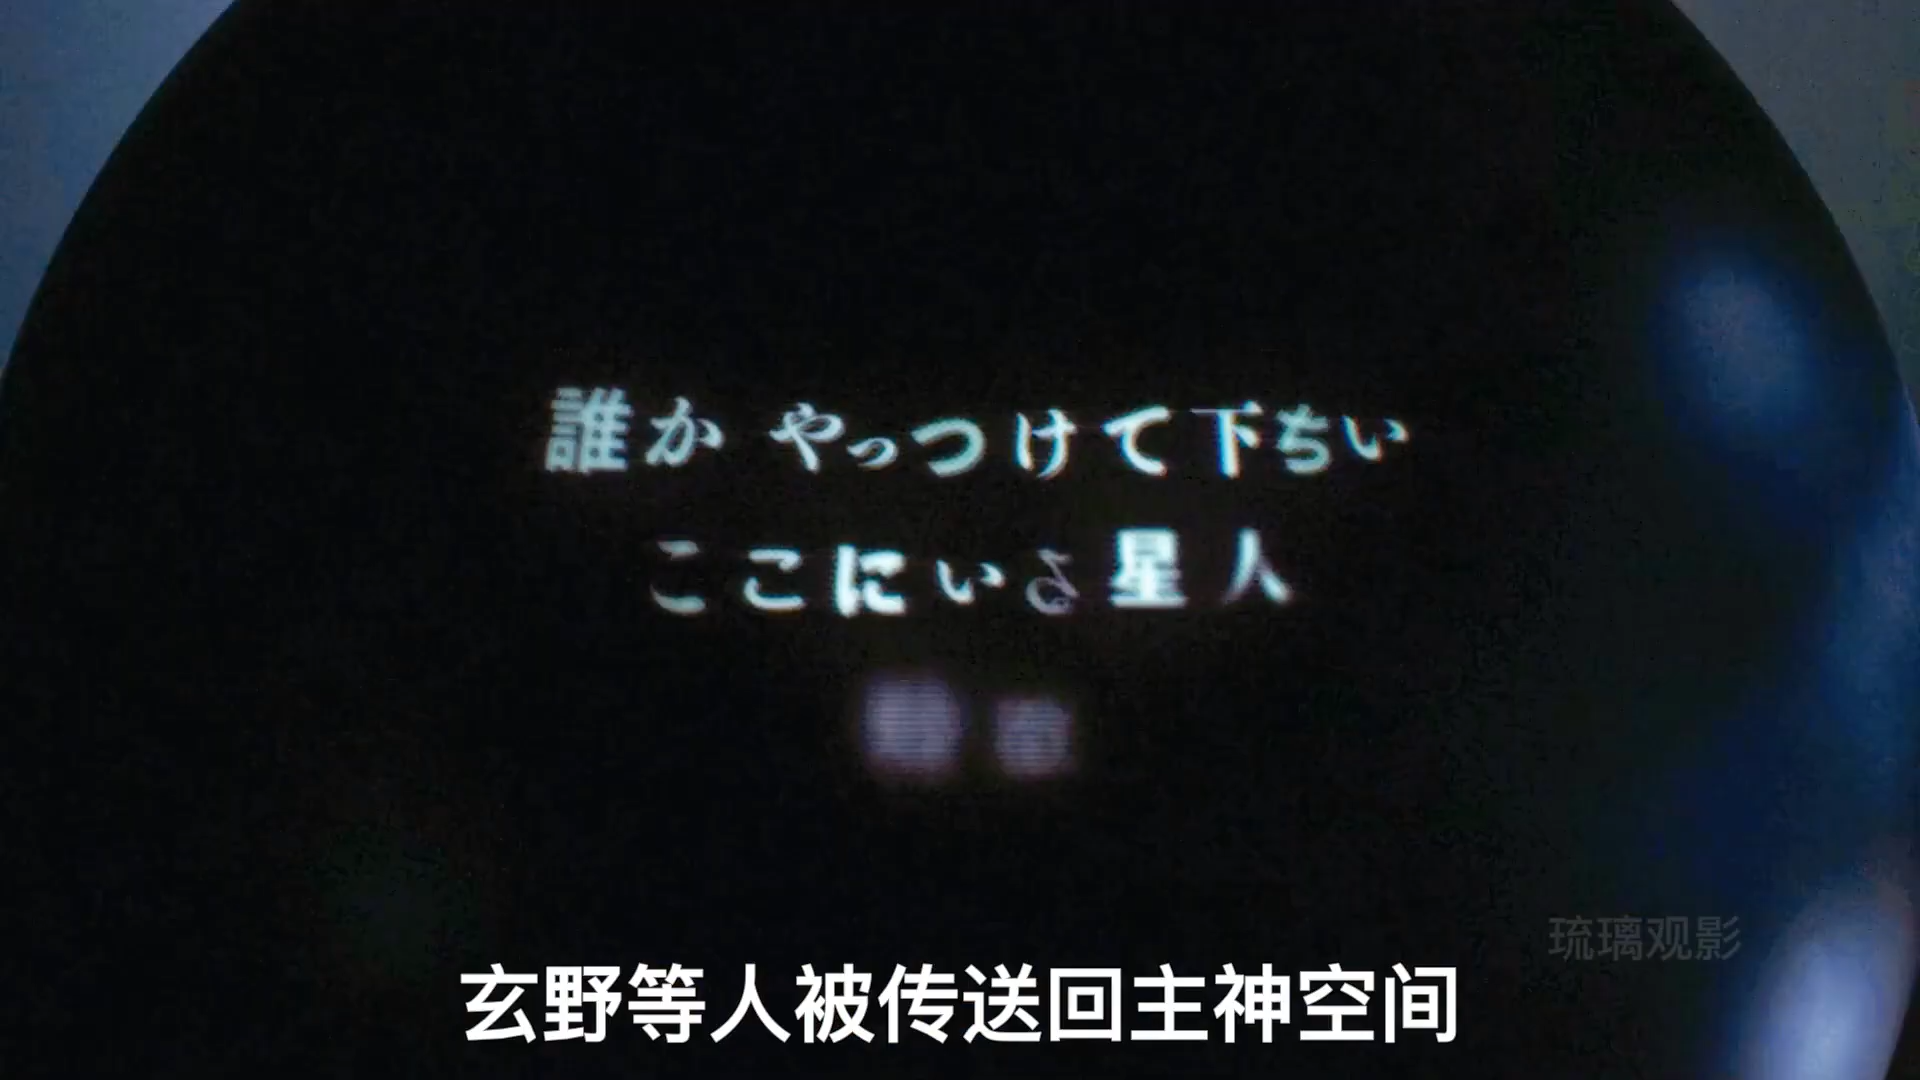 誰か やっつけて下ちい
ここにいよ星人
琉璃观影
玄野等人被传送回主神空间